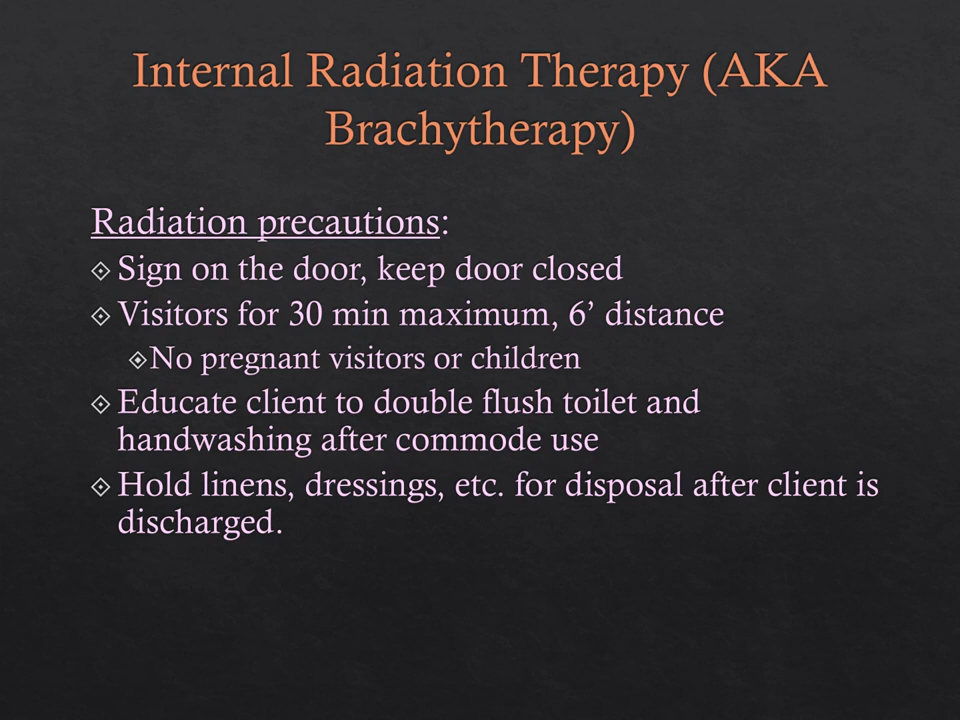 Internal Radiation Therapy (AKA
Brachytherapy)
Radiation precautions:
Sign on the door, keep door closed
Visitors for 30 min maximum, 6’ distance
No pregnant visitors or children
Educate client to double flush toilet and
handwashing after commode use
Hold linens, dressings, etc. for disposal after client is
discharged.